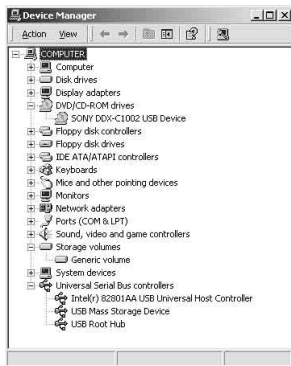 Device Manager
Action View
COMPUTER
Computer
Disk drives
Display adapters
DVD/CD-ROM drives
SONY DDX-C1002 USB Device
Floppy disk controllers
Floppy disk drives
IDE ATA/ATAPI controllers
Keyboards
Mice and other pointing devices
Monitors
Network adapters
Ports (COM & LPT)
Sound, video and game controllers
Storage volumes
Generic volume
System devices
Universal Serial Bus controllers
Intel(r) 82801AA USB Universal Host Controller
USB Mass Storage Device
USB Root Hub